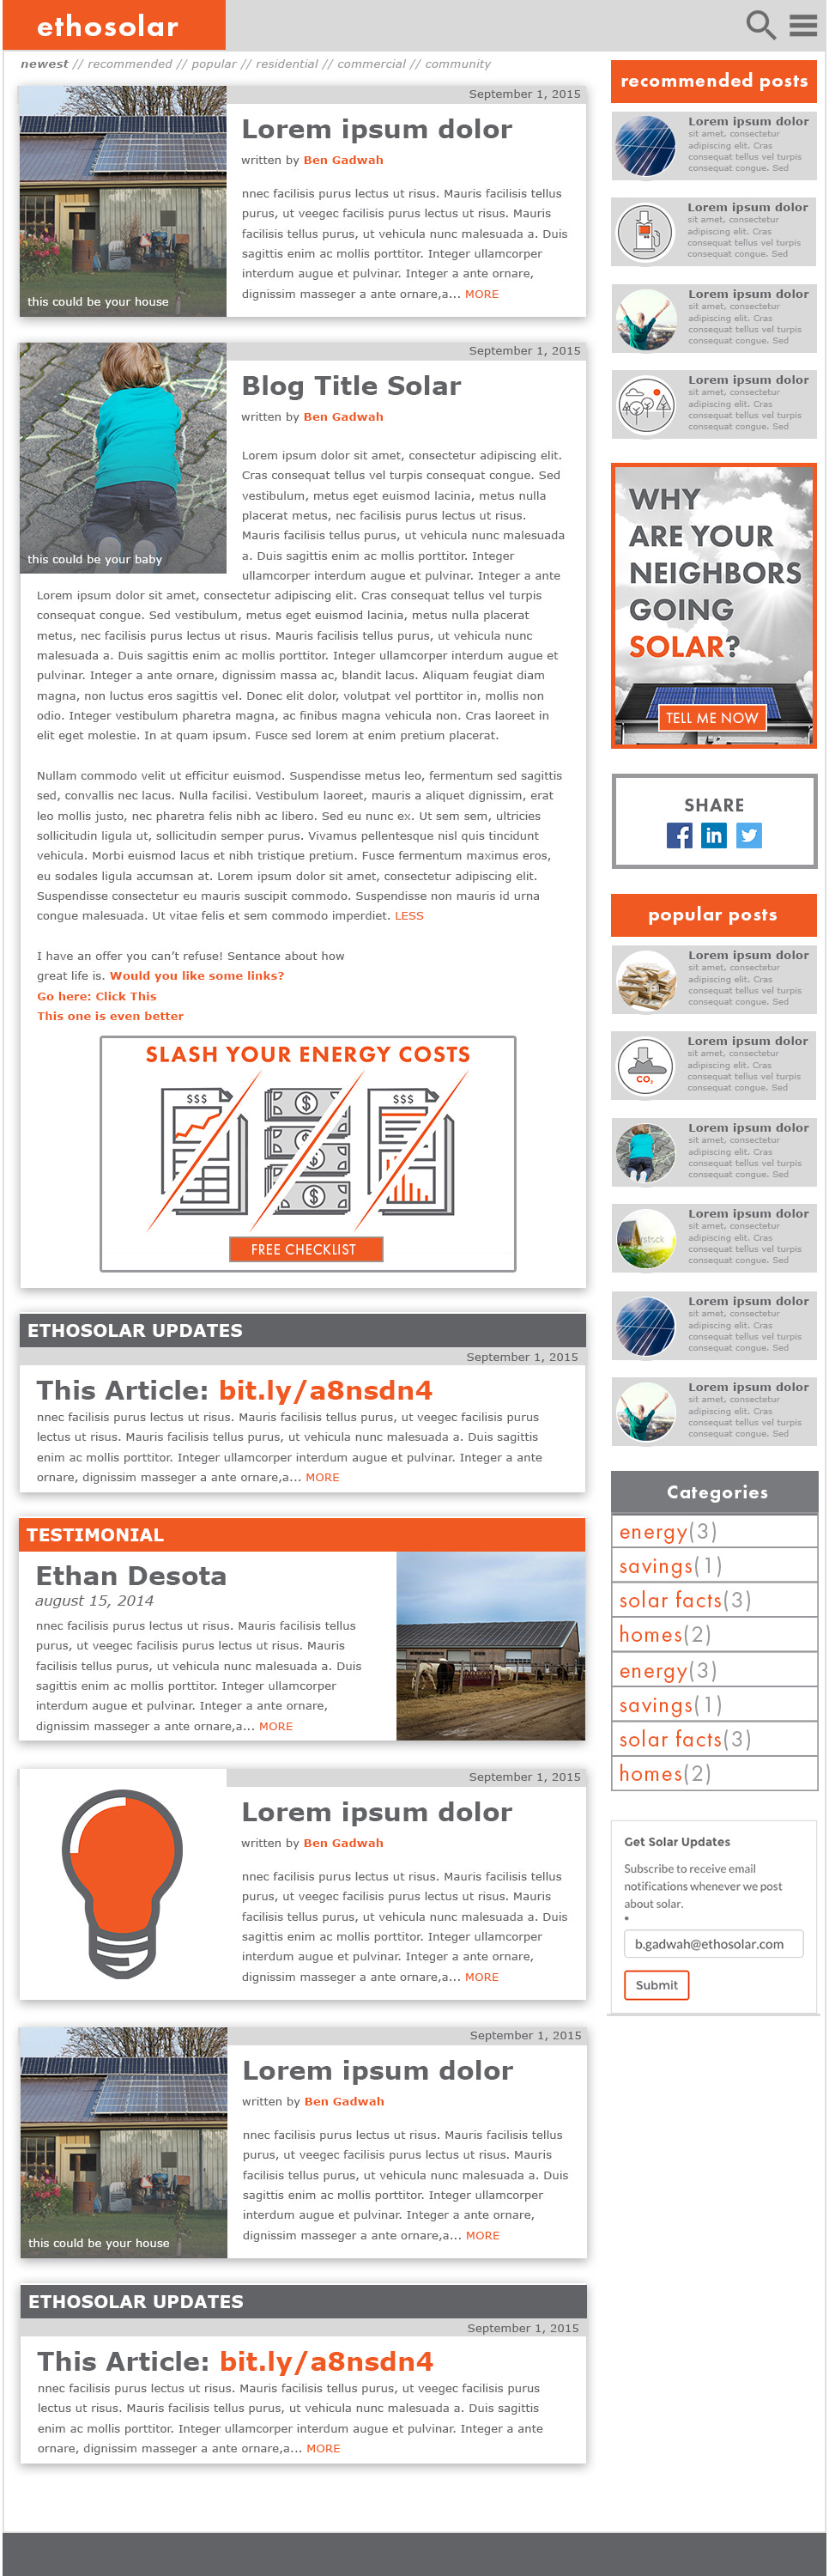 ethosolar
newest // recommended // popular // residential // commercial // community
September 1, 2015
Lorem ipsum dolor
written by Ben Gadwah
nnec facilisis purus lectus ut risus. Mauris facilisis tellus
purus, ut veegec facilisis purus lectus ut risus. Mauris
facilisis tellus purus, ut vehicula nunc malesuada a. Duis
sagittis enim ac mollis porttitor. Integer ullamcorper
interdum augue et pulvinar. Integer a ante ornare,
dignissim masseger a ante ornare,a... MORE
this could be your house
September 1, 2015
Blog Title Solar
written by Ben Gadwah
Lorem ipsum dolor sit amet, consectetur adipiscing elit.
Cras consequat tellus vel turpis consequat congue. Sed
vestibulum, metus eget euismod lacinia, metus nulla
placerat metus, nec facilisis purus lectus ut risus.
Mauris facilisis tellus purus, ut vehicula nunc malesuada
a. Duis sagittis enim ac mollis porttitor. Integer
ullamcorper interdum augue et pulvinar. Integer a ante
this could be your baby
Lorem ipsum dolor sit amet, consectetur adipiscing elit. Cras consequat tellus vel turpis
consequat congue. Sed vestibulum, metus eget euismod lacinia, metus nulla placerat
metus, nec facilisis purus lectus ut risus. Mauris facilisis tellus purus, ut vehicula nunc
malesuada a. Duis sagittis enim ac mollis porttitor. Integer ullamcorper interdum augue et
pulvinar. Integer a ante ornare, dignissim massa ac, blandit lacus. Aliquam feugiat diam
magna, non luctus eros sagittis vel. Donec elit dolor, volutpat vel porttitor in, mollis non
odio. Integer vestibulum pharetra magna, ac finibus magna vehicula non. Cras laoreet in
elit eget molestie. In at quam ipsum. Fusce sed lorem at enim pretium placerat.
Nullam commodo velit ut efficitur euismod. Suspendisse metus leo, fermentum sed sagittis
sed, convallis nec lacus. Nulla facilisi. Vestibulum laoreet, mauris a aliquet dignissim, erat
leo mollis justo, nec pharetra felis nibh ac libero. Sed eu nunc ex. Ut sem sem, ultricies
sollicitudin ligula ut, sollicitudin semper purus. Vivamus pellentesque nisl quis tincidunt
vehicula. Morbi euismod lacus et nibh tristique pretium. Fusce fermentum maximus eros,
eu sodales ligula accumsan at. Lorem ipsum dolor sit amet, consectetur adipiscing elit.
Suspendisse consectetur eu mauris suscipit commodo. Suspendisse non mauris id urna
congue malesuada. Ut vitae felis et sem commodo imperdiet. LESS
I have an offer you can't refuse! Sentance about how
great life is. Would you like some links?
Go here: Click This
This one is even better
SLASH YOUR ENERGY COSTS
$$$
$$$
$
$
$
FREE CHECKLIST
ETHOSOLAR UPDATES
September 1, 2015
This Article: bit.ly/a8nsdn4
nnec facilisis purus lectus ut risus. Mauris facilisis tellus purus, ut veegec facilisis purus
lectus ut risus. Mauris facilisis tellus purus, ut vehicula nunc malesuada a. Duis sagittis
enim ac mollis porttitor. Integer ullamcorper interdum augue et pulvinar. Integer a ante
ornare, dignissim masseger a ante ornare,a... MORE
TESTIMONIAL
Ethan Desota
august 15, 2014
nnec facilisis purus lectus ut risus. Mauris facilisis tellus
purus, ut veegec facilisis purus lectus ut risus. Mauris
facilisis tellus purus, ut vehicula nunc malesuada a. Duis
sagittis enim ac mollis porttitor. Integer ullamcorper
interdum augue et pulvinar. Integer a ante ornare,
dignissim masseger a ante ornare,a... MORE
September 1, 2015
Lorem ipsum dolor
written by Ben Gadwah
nnec facilisis purus lectus ut risus. Mauris facilisis tellus
purus, ut veegec facilisis purus lectus ut risus. Mauris
facilisis tellus purus, ut vehicula nunc malesuada a. Duis
sagittis enim ac mollis porttitor. Integer ullamcorper
interdum augue et pulvinar. Integer a ante ornare,
dignissim masseger a ante ornare,a... MORE
September 1, 2015
Lorem ipsum dolor
written by Ben Gadwah
nnec facilisis purus lectus ut risus. Mauris facilisis tellus
purus, ut veegec facilisis purus lectus ut risus. Mauris
facilisis tellus purus, ut vehicula nunc malesuada a. Duis
sagittis enim ac mollis porttitor. Integer ullamcorper
interdum augue et pulvinar. Integer a ante ornare,
dignissim masseger a ante ornare,a... MORE
this could be your house
ETHOSOLAR UPDATES
September 1, 2015
This Article: bit.ly/a8nsdn4
nnec facilisis purus lectus ut risus. Mauris facilisis tellus purus, ut veegec facilisis purus
lectus ut risus. Mauris facilisis tellus purus, ut vehicula nunc malesuada a. Duis sagittis
enim ac mollis porttitor. Integer ullamcorper interdum augue et pulvinar. Integer a ante
ornare, dignissim masseger a ante ornare,a... MORE
recommended posts
Lorem ipsum dolor
sit amet, consectetur
adipiscing elit. Cras
consequat tellus vel turpis
consequat congue. Sed
Lorem ipsum dolor
sit amet, consectetur
adipiscing elit. Cras
consequat tellus vel turpis
consequat congue. Sed
Lorem ipsum dolor
sit amet, consectetur
adipiscing elit. Cras
consequat tellus vel turpis
consequat congue. Sed
Lorem ipsum dolor
sit amet, consectetur
adipiscing elit. Cras
consequat tellus vel turpis
consequat congue. Sed
WHY
ARE YOUR
NEIGHBORS
GOING
SOLAR?
TELL ME NOW
SHARE
f in
popular posts
Lorem ipsum dolor
sit amet, consectetur
adipiscing elit. Cras
consequat tellus vel turpis
consequat congue. Sed
Lorem ipsum dolor
sit amet, consectetur
adipiscing elit. Cras
consequat tellus vel turpis
consequat congue. Sed
CO₂
Lorem ipsum dolor
sit amet, consectetur
adipiscing elit. Cras
consequat tellus vel turpis
consequat congue. Sed
Lorem ipsum dolor
sit amet, consectetur
adipiscing elit. Cras
consequat tellus vel turpis
consequat congue. Sed
Lorem ipsum dolor
sit amet, consectetur
adipiscing elit. Cras
consequat tellus vel turpis
consequat congue. Sed
Lorem ipsum dolor
sit amet, consectetur
adipiscing elit. Cras
consequat tellus vel turpis
consequat congue. Sed
Categories
energy(3)
savings(1)
solar facts(3)
homes(2)
energy(3)
savings(1)
solar facts(3)
homes(2)
Get Solar Updates
Subscribe to receive email
notifications whenever we post
about solar.
*
b.gadwah@ethosolar.com
Submit